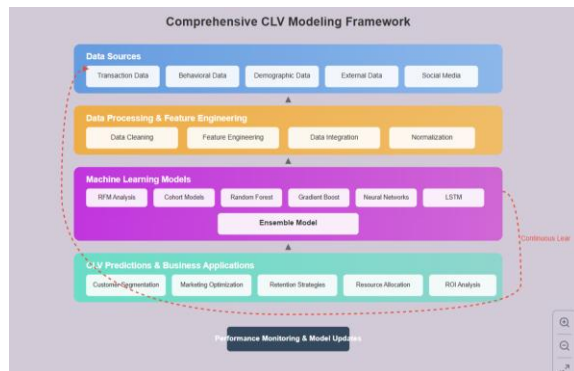 Comprehensive CLV Modeling Framework
Data Sources
Transaction Data Behavioral Data Demographic Data External Data Social Media
Data Processing & Feature Engineering
Data Cleaning Feature Engineering Data Integration Normalization
Machine Learning Models
RFM Analysis Cohort Models Random Forest Gradient Boost Neural Networks LSTM
Ensemble Model
Continuous Lear
CLV Predictions & Business Applications
Customer Segmentation Marketing Optimization Retention Strategies Resource Allocation ROI Analysis
Performance Monitoring & Model Updates